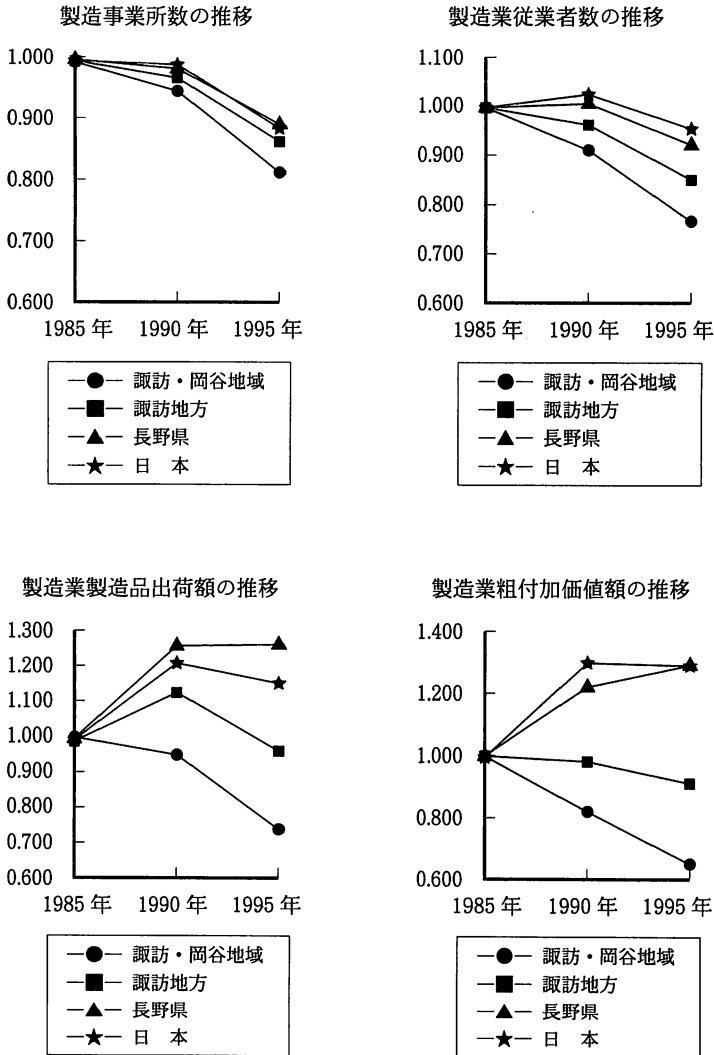 製造事業所数の推移
1.000
0.900
0.800
0.700
0.600
1985 年 1990 年 1995 年
諏訪・岡谷地域
諏訪地方
長野県
日 本
製造業従業者数の推移
1.100
1.000
0.900
0.800
0.700
0.600
1985 年 1990 年 1995 年
諏訪・岡谷地域
諏訪地方
長野県
日 本
製造業製造品出荷額の推移
1.300
1.200
1.100
1.000
0.900
0.800
0.700
0.600
1985 年 1990 年 1995 年
諏訪・岡谷地域
諏訪地方
長野県
日 本
製造業粗付加価値額の推移
1.400
1.200
1.000
0.800
0.600
1985 年 1990 年 1995 年
諏訪・岡谷地域
諏訪地方
長野県
日 本